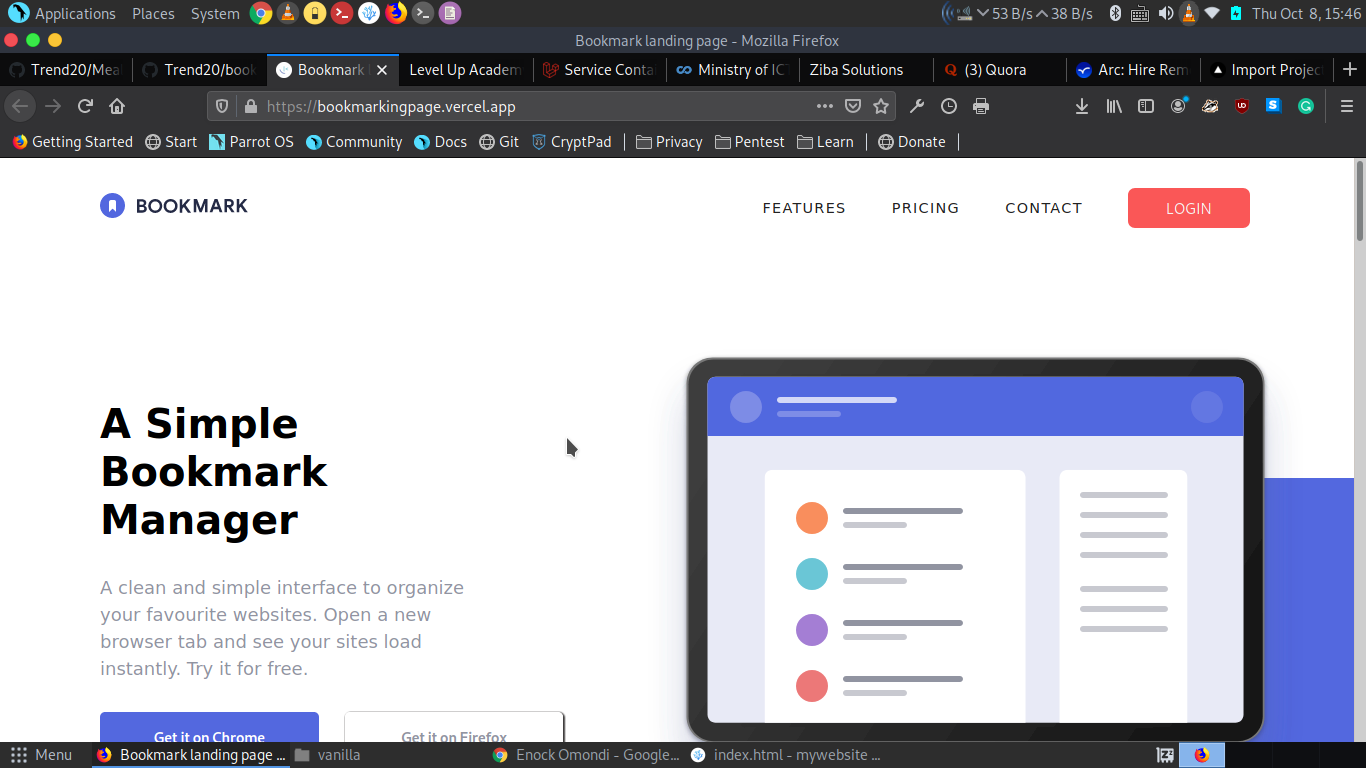 Applications Places System 53 B/s 38 B/s Thu Oct 8, 15:46
Bookmark landing page - Mozilla Firefox
Trend20/Mea Trend20/book Bookmark Level Up Academ Service Conta Ministry of IC Ziba Solutions (3) Quora Arc: Hire Rem Import Projec
https://bookmarkingpage.vercel.app
Getting Started Start Parrot OS Community Docs Git CryptPad Privacy Pentest Learn Donate
BOOKMARK FEATURES PRICING CONTACT LOGIN
A Simple
Bookmark
Manager
A clean and simple interface to organize
your favourite websites. Open a new
browser tab and see your sites load
instantly. Try it for free.
Get it on Chrome Get it on Firefox
Menu Bookmark landing page ... vanilla Enock Omondi - Google... index.html - mywebsite ...